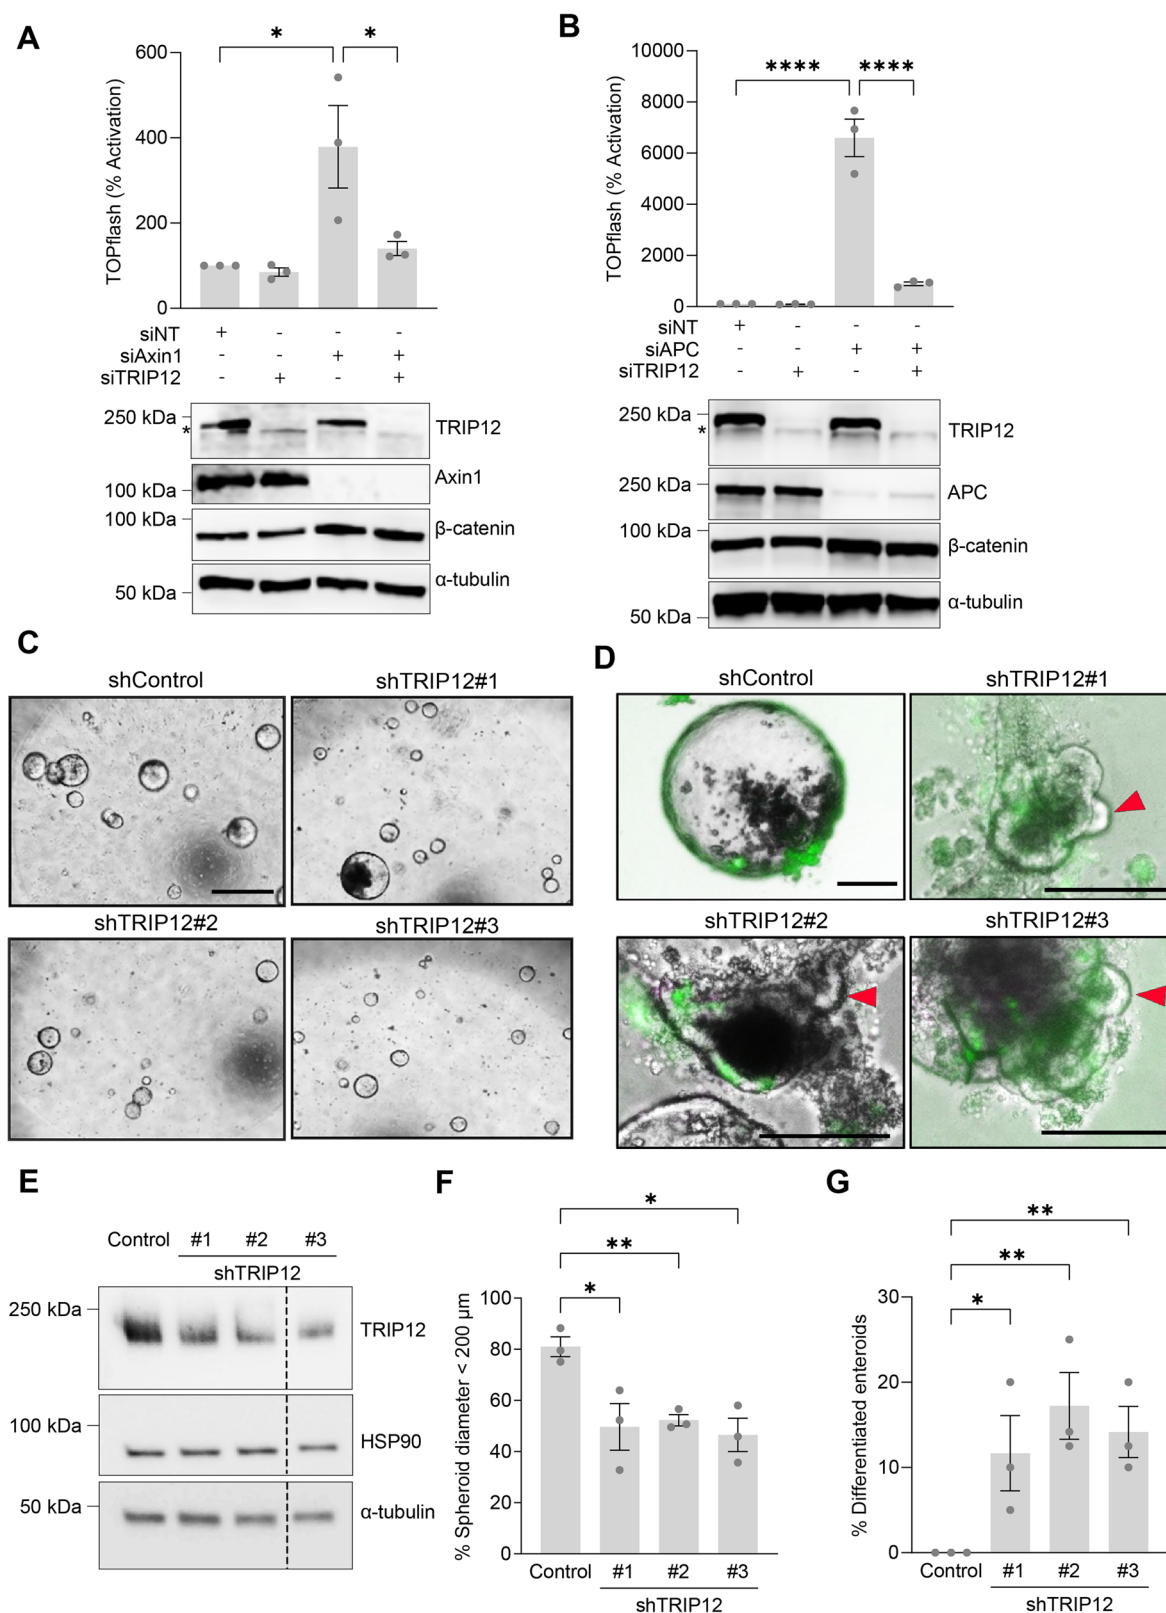 A
TOPflash (% Activation)
600
400
200
0
* *
siNT + - - -
siAxin1 - - + +
siTRIP12 - + - +
250 kDa
*
TRIP12
100 kDa
Axin1
100 kDa
β-catenin
50 kDa
α-tubulin
B
TOPflash (% Activation)
10000
8000
6000
4000
2000
0
**** ****
siNT + - - -
siAPC - - + +
siTRIP12 - + - +
250 kDa
*
TRIP12
250 kDa
APC
100 kDa
β-catenin
50 kDa
α-tubulin
C
shControl
shTRIP12#1
shTRIP12#2
shTRIP12#3
D
shControl
shTRIP12#1
shTRIP12#2
shTRIP12#3
E
Control #1 #2 #3
shTRIP12
250 kDa
TRIP12
100 kDa
HSP90
50 kDa
α-tubulin
F
*
**
*
% Spheroid diameter < 200 µm
100
80
60
40
20
0
Control #1 #2 #3
shTRIP12
G
**
**
*
% Differentiated enteroids
30
20
10
0
Control #1 #2 #3
shTRIP12